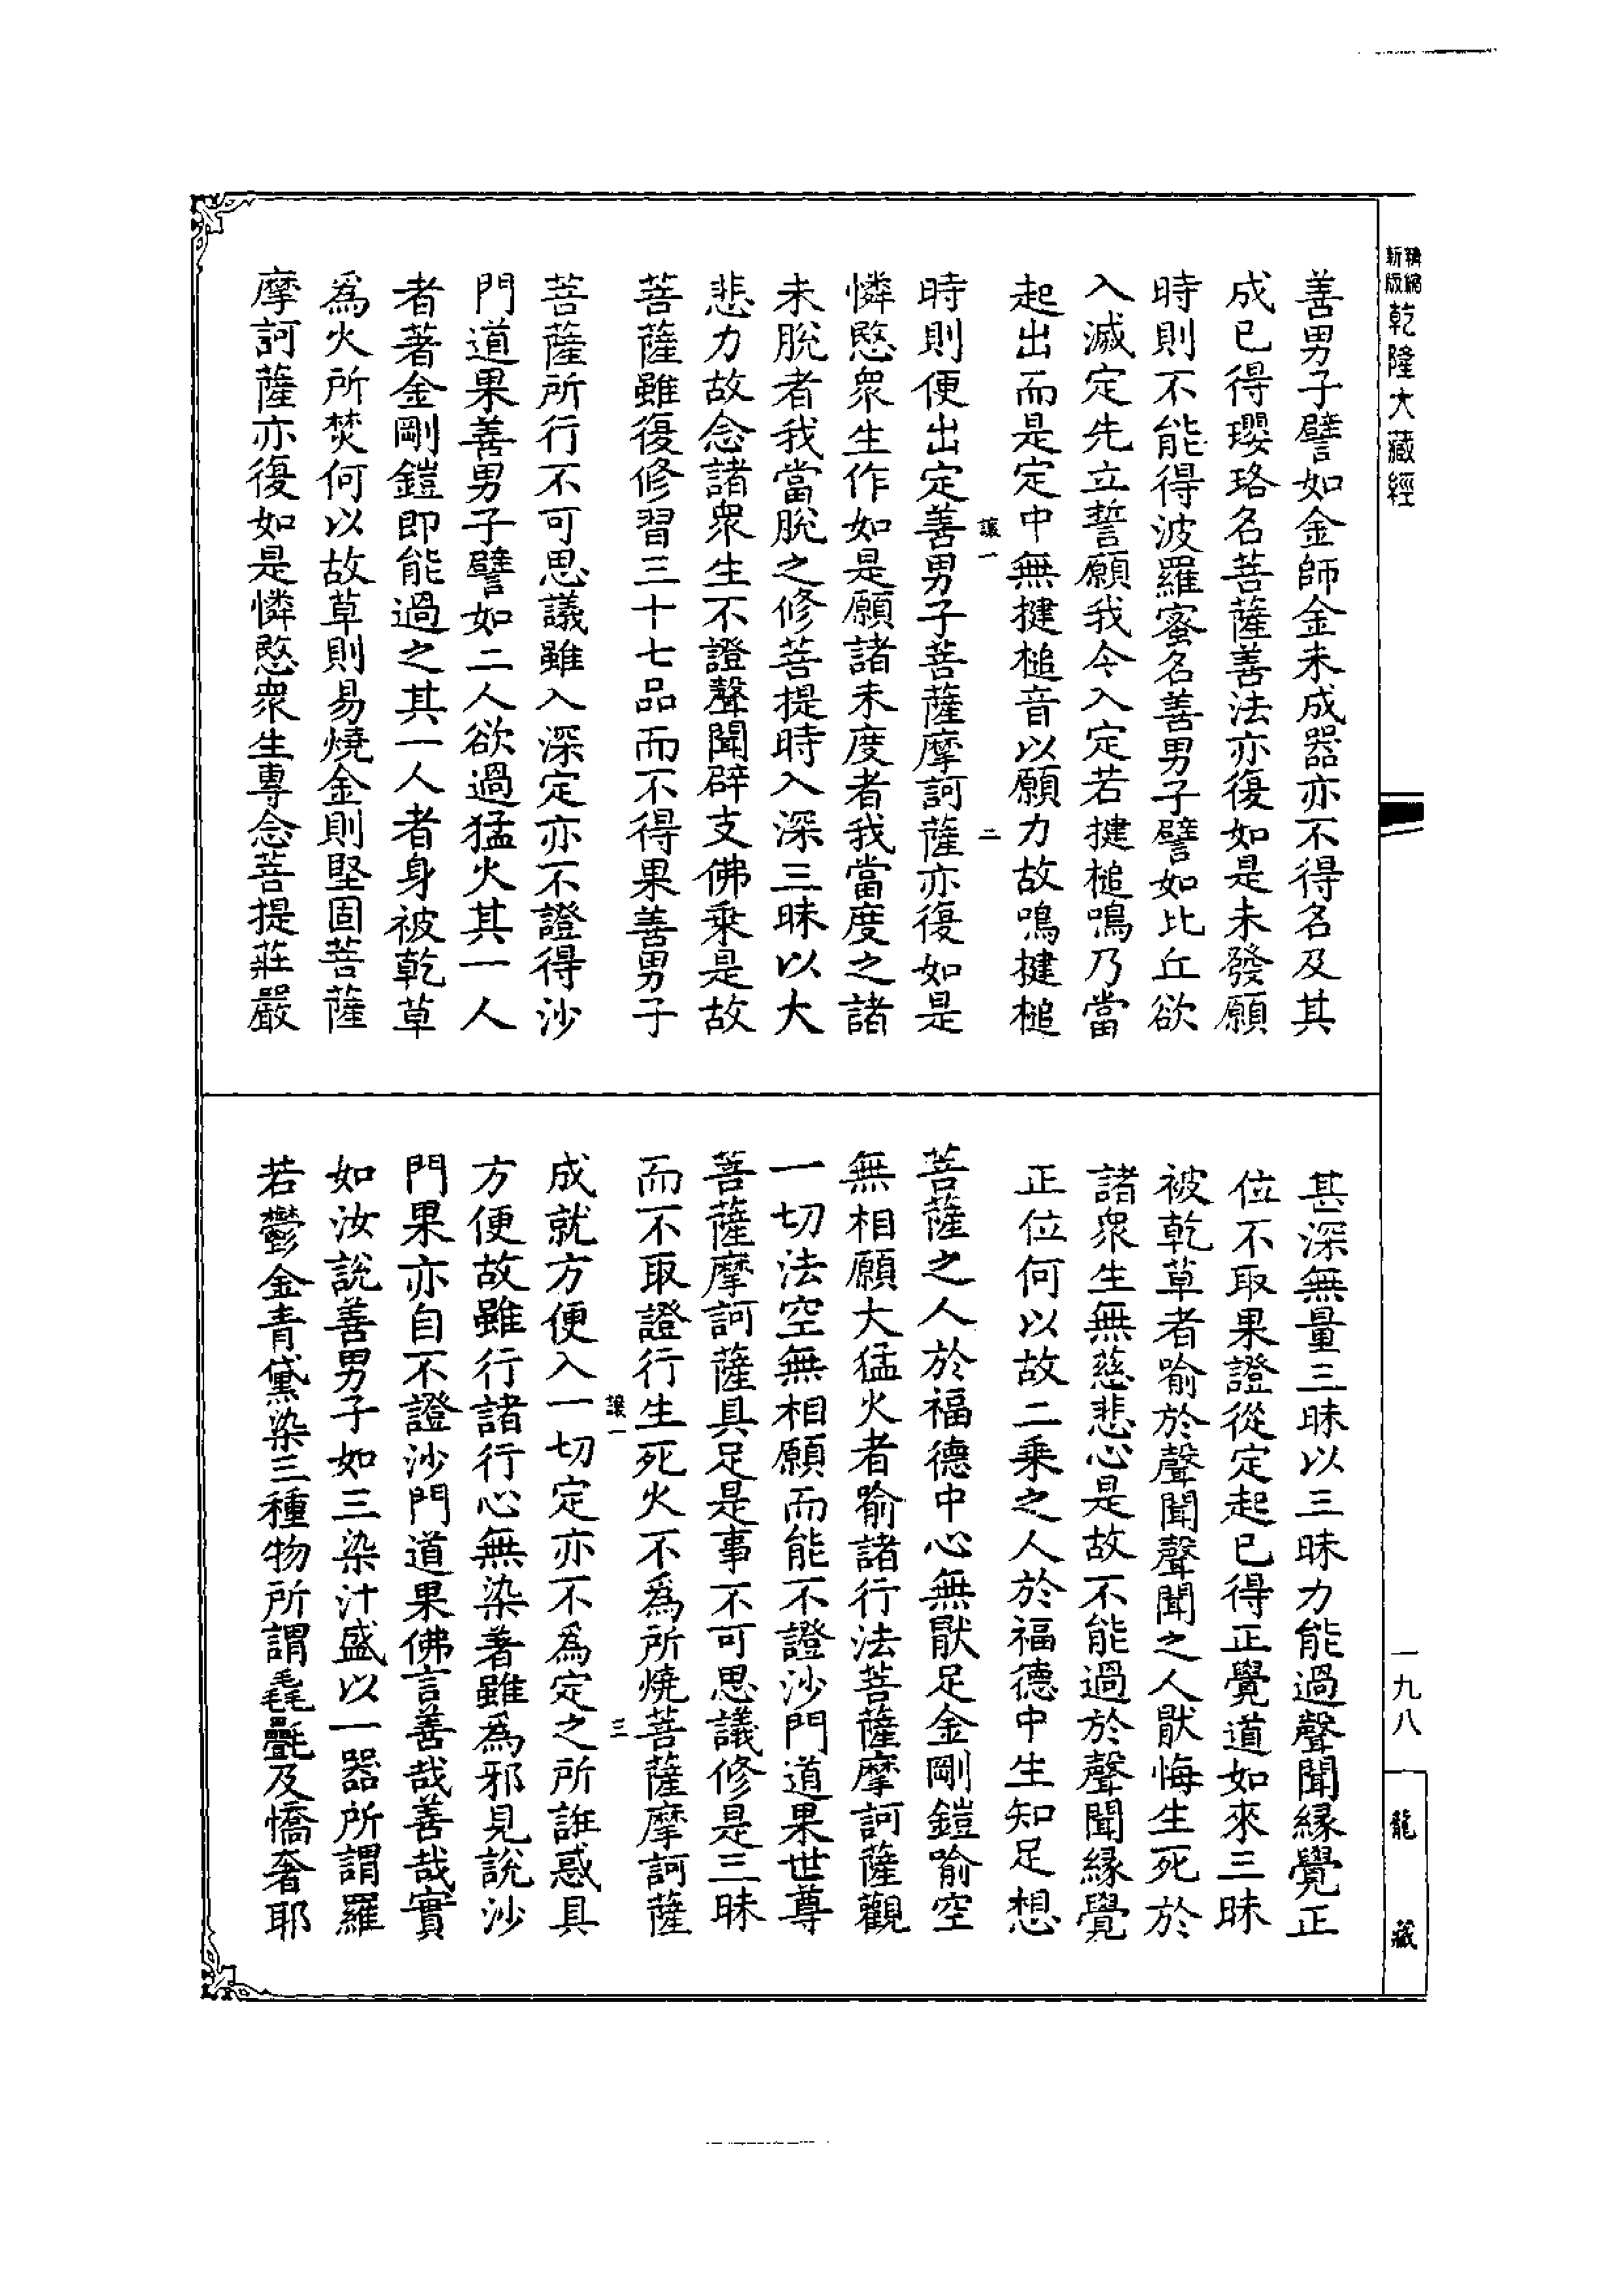 精縮
新版
乾隆大藏經
善男子譬如金師金未成器亦不得名及其
成已得瓔珞名菩薩善法亦復如是未發願
時則不能得波羅蜜名善男子譬如比丘欲
入滅定先立誓願我今入定若揵槌鳴乃當
起出而是定中無揵槌音以願力故鳴揵槌
讓一
二
時則便出定善男子菩薩摩訶薩亦復如是
憐愍眾生作如是願諸未度者我當度之諸
未脫者我當脫之修菩提時入深三昧以大
悲力故念諸眾生不證聲聞辟支佛乘是故
菩薩雖復修習三十七品而不得果善男子
菩薩所行不可思議雖入深定亦不證得沙
門道果善男子譬如二人欲過猛火其一人
者著金剛鎧即能過之其一人者身被乾草
為火所焚何以故草則易燒金則堅固菩薩
摩訶薩亦復如是憐愍眾生專念菩提莊嚴
甚深無量三昧以三昧力能過聲聞緣覺正
位不取果證從定起已得正覺道如來三昧
被乾草者喻於聲聞聲聞之人猒悔生死於
諸眾生無慈悲心是故不能過於聲聞緣覺
正位何以故二乘之人於福德中生知足想
菩薩之人於福德中心無猒足金剛鎧喻空
無相願大猛火者喻諸行法菩薩摩訶薩觀
一切法空無相願而能不證沙門道果世尊
菩薩摩訶薩具足是事不可思議修是三昧
而不取證行生死火不為所燒菩薩摩訶薩
讓一
三
成就方便入一切定亦不為定之所誑惑具
方便故雖行諸行心無染著雖為邪見說沙
門果亦自不證沙門道果佛言善哉善哉實
如汝說善男子如三染汁盛以一器所謂羅
若鬱金青黛染三種物所謂毳㲲及憍奢耶
一九八
龍藏